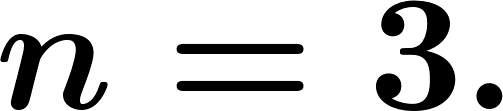 n = 3.